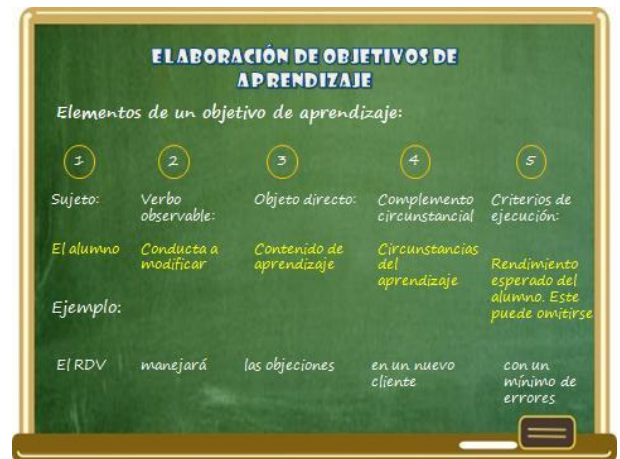 ELABORACIÓN DE OBJETIVOS DE
APRENDIZAJE
Elementos de un objetivo de aprendizaje:
1 2 3 4 5
Sujeto:
Verbo
observable:
Objeto directo:
Complemento
circunstancial
Criterios de
ejecución:
El alumno
Conducta a
modificar
Contenido de
aprendizaje
Circunstancias
del
aprendizaje
Rendimiento
esperado del
alumno. Este
puede omitirse
Ejemplo:
El RDV
manejará
las objeciones
en un nuevo
cliente
con un
mínimo de
errores